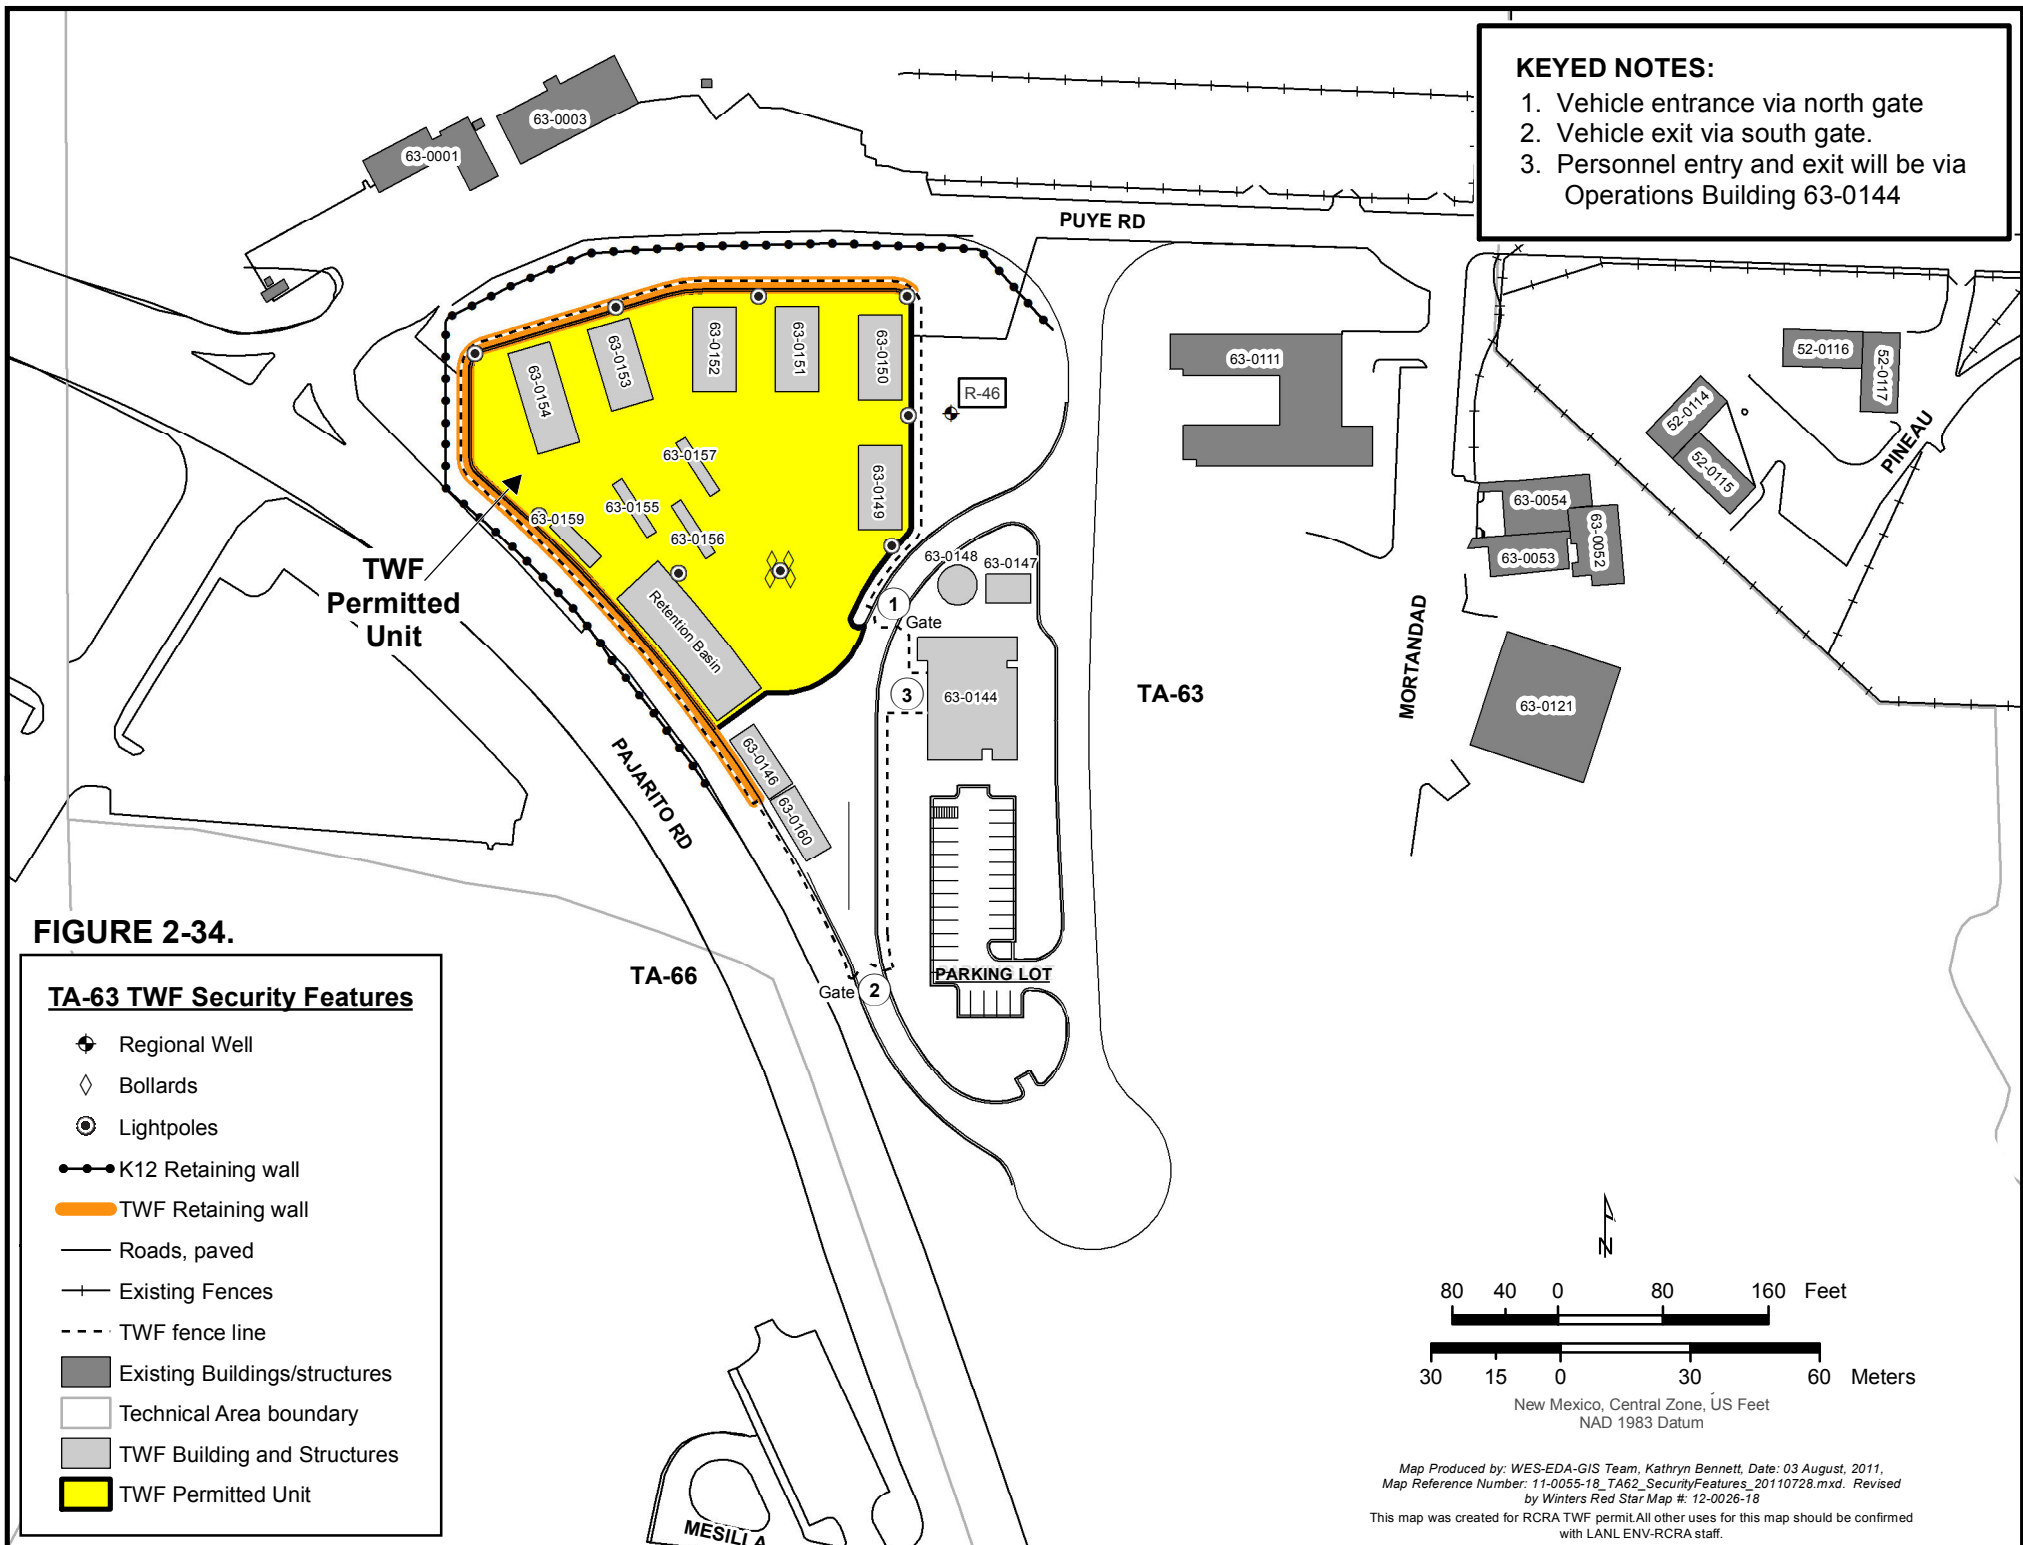 KEYED NOTES:
1. Vehicle entrance via north gate
2. Vehicle exit via south gate.
3. Personnel entry and exit will be via
Operations Building 63-0144
63-0003
63-0001
PUYE RD
63-0154
63-0153
63-0152
63-0151
63-0150
R-46
63-0111
52-0116
52-0117
52-0114
52-0115
PINEAU
63-0157
63-0155
63-0156
63-0159
63-0149
63-0054
63-0053
63-0052
TWF
Permitted
Unit
63-0148
63-0147
1
Gate
Retention Basin
3
63-0144
TA-63
MORTANDAD
63-0121
63-0146
63-0160
PAJARITO RD
TA-66
Gate
2
PARKING LOT
FIGURE 2-34.
TA-63 TWF Security Features
Regional Well
Bollards
Lightpoles
K12 Retaining wall
TWF Retaining wall
Roads, paved
Existing Fences
TWF fence line
Existing Buildings/structures
Technical Area boundary
TWF Building and Structures
TWF Permitted Unit
MESILLA
N
80 40 0 80 160 Feet
30 15 0 30 60 Meters
New Mexico, Central Zone, US Feet
NAD 1983 Datum
Map Produced by: WES-EDA-GIS Team, Kathryn Bennett, Date: 03 August, 2011,
Map Reference Number: 11-0055-18_TA62_SecurityFeatures_20110728.mxd. Revised
by Winters Red Star Map #: 12-0026-18
This map was created for RCRA TWF permit.All other uses for this map should be confirmed
with LANL ENV-RCRA staff.